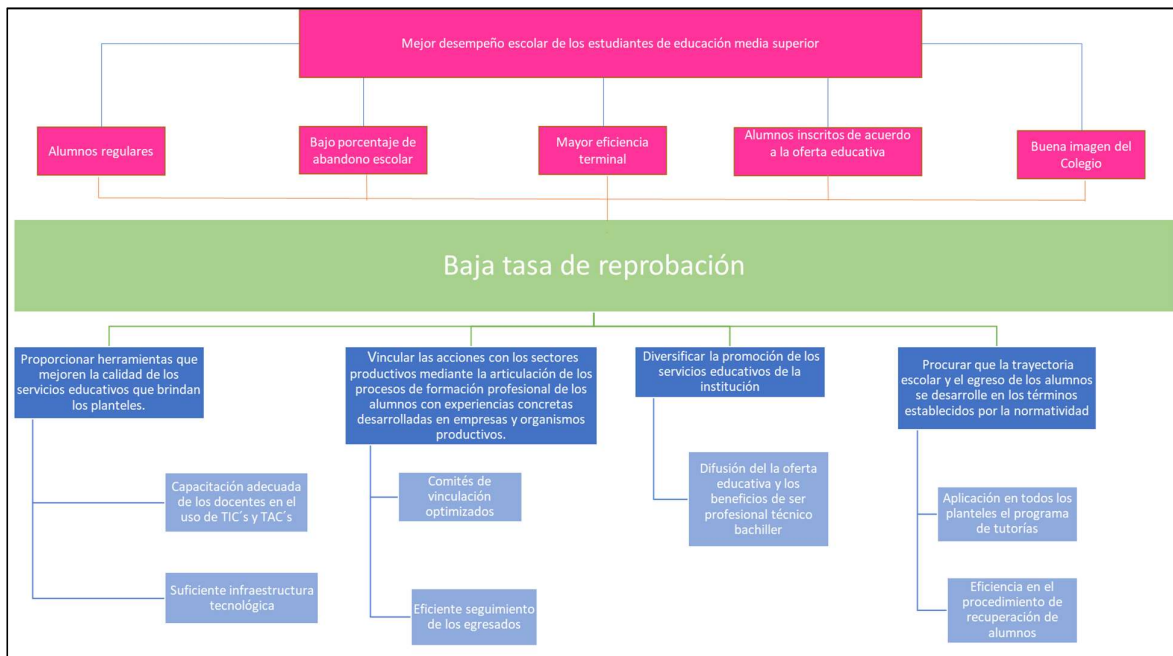 Mejor desempeño escolar de los estudiantes de educación media superior
Alumnos regulares
Bajo porcentaje de
abandono escolar
Mayor eficiencia
terminal
Alumnos inscritos de acuerdo
a la oferta educativa
Buena imagen del
Colegio
Baja tasa de reprobación
Proporcionar herramientas que
mejoren la calidad de los
servicios educativos que brindan
los planteles.
Vincular las acciones con los sectores
productivos mediante la articulación de los
procesos de formación profesional de los
alumnos con experiencias concretas
desarrolladas en empresas y organismos
productivos.
Diversificar la promoción de los
servicios educativos de la
institución
Procurar que la trayectoria
escolar y el egreso de los alumnos
se desarrolle en los términos
establecidos por la normatividad
Capacitación adecuada
de los docentes en el
uso de TIC´s y TAC´s
Suficiente infraestructura
tecnológica
Comités de
vinculación
optimizados
Eficiente seguimiento
de los egresados
Difusión del la oferta
educativa y los
beneficios de ser
profesional técnico
bachiller
Aplicación en todos los
planteles el programa
de tutorías
Eficiencia en el
procedimiento de
recuperación de
alumnos